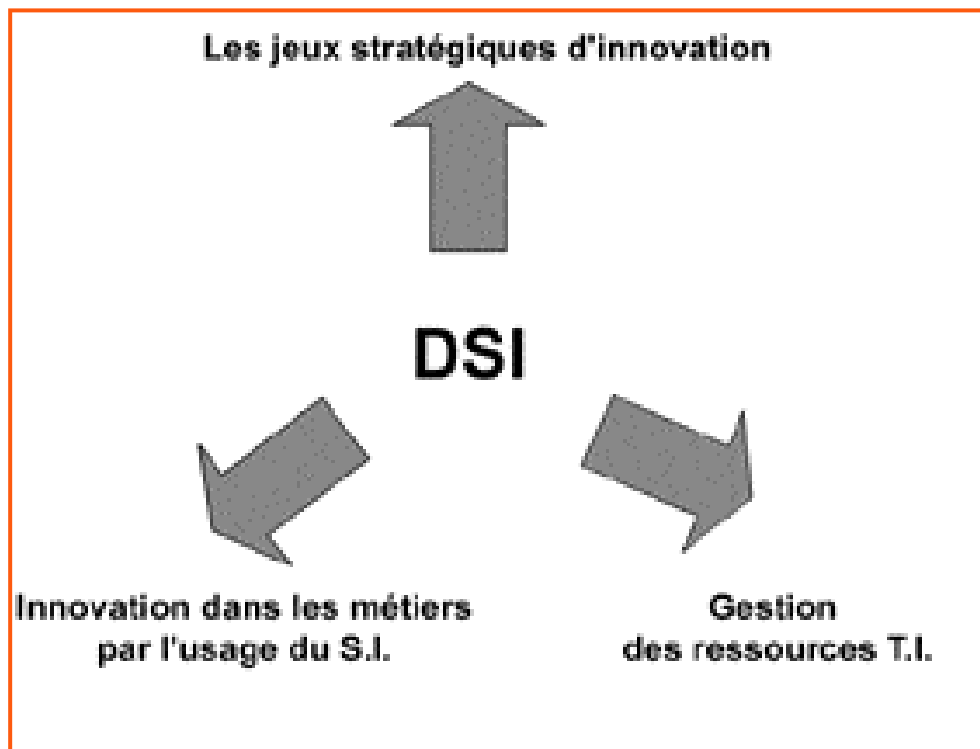 Les jeux stratégiques d'innovation
DSI
Innovation dans les métiers
par l'usage du S.I.
Gestion
des ressources T.I.